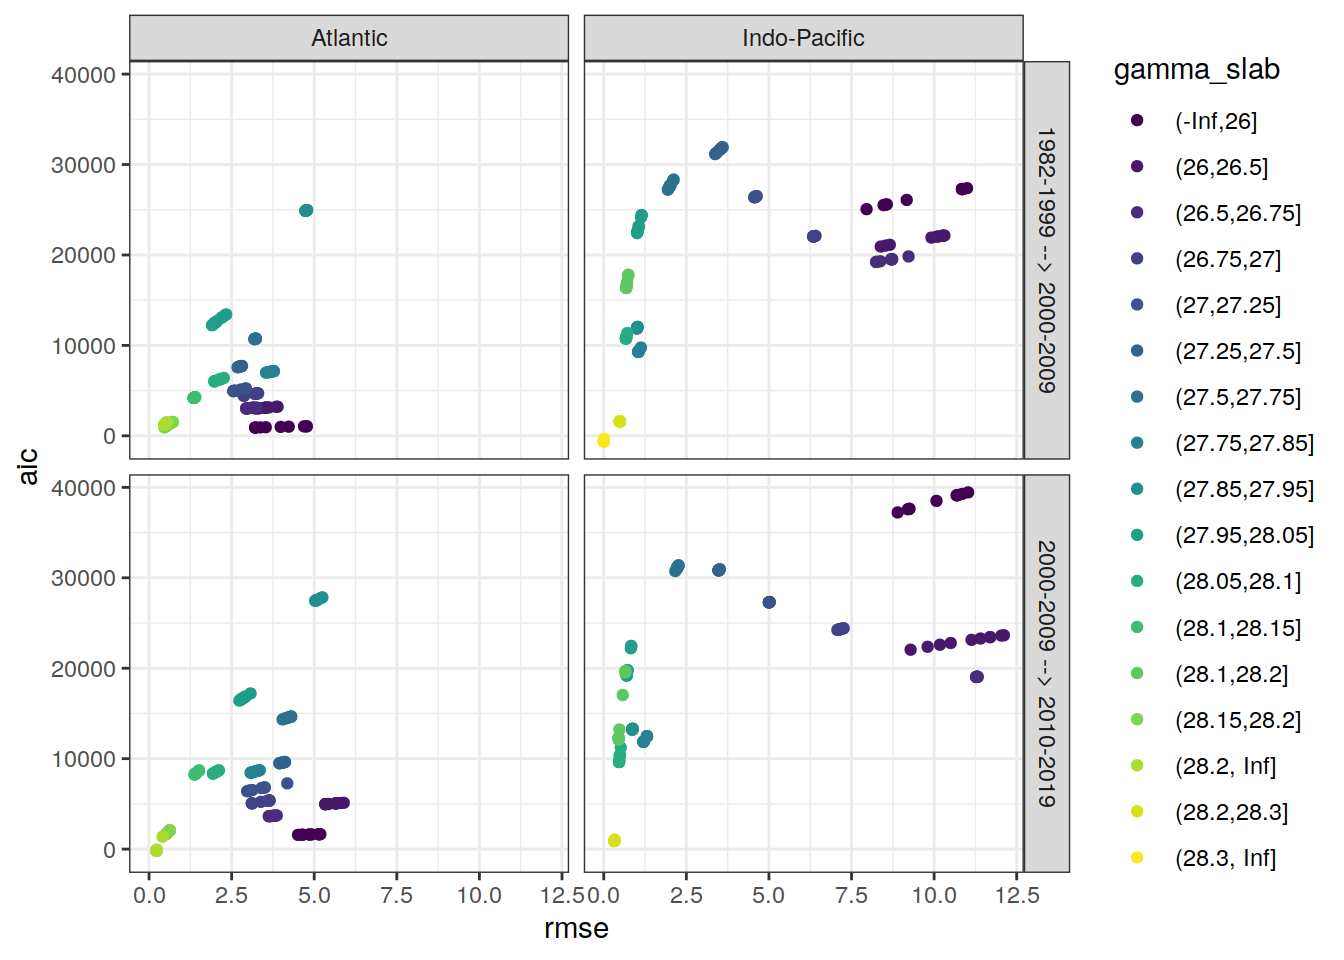 Atlantic
Indo-Pacific
gamma_slab
(-Inf,26]
(26,26.5]
(26.5,26.75]
(26.75,27]
(27,27.25]
(27.25,27.5]
(27.5,27.75]
(27.75,27.85]
(27.85,27.95]
(27.95,28.05]
(28.05,28.1]
(28.1,28.15]
(28.1,28.2]
(28.15,28.2]
(28.2, Inf]
(28.2,28.3]
(28.3, Inf]
1982-1999 --> 2000-2009
2000-2009 --> 2010-2019
aic
40000
30000
20000
10000
0
40000
30000
20000
10000
0
0.0 2.5 5.0 7.5 10.0 12.5 0.0 2.5 5.0 7.5 10.0 12.5
rmse